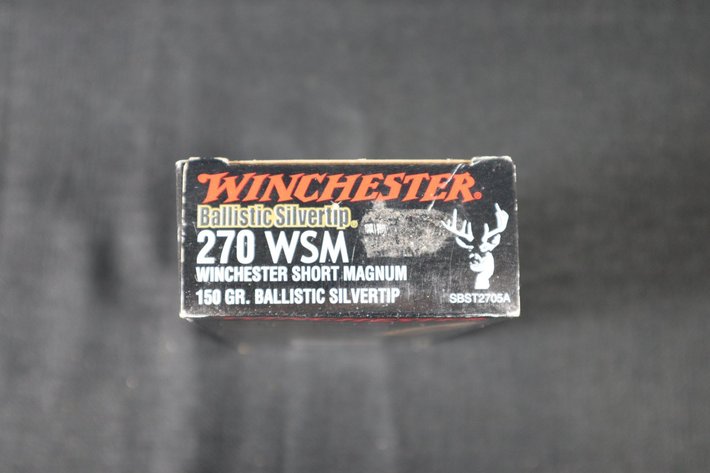 WINCHESTER®
Ballistic Silvertip®
270 WSM
WINCHESTER SHORT MAGNUM
150 GR. BALLISTIC SILVERTIP
SBST2705A